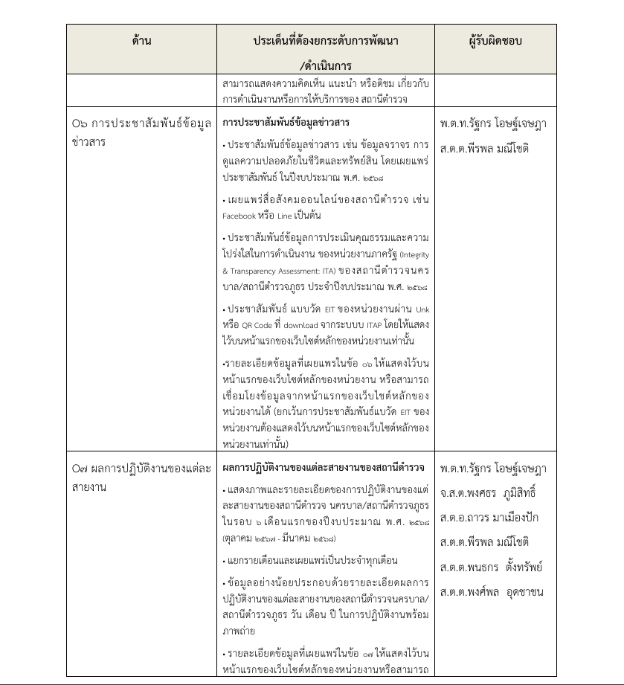 ด้าน
ประเด็นที่ต้องยกระดับการพัฒนา
/ดำเนินการ
ผู้รับผิดชอบ
สามารถแสดงความคิดเห็น แนะนำ หรือติชม เกี่ยวกับ
การดำเนินงานหรือการให้บริการของ สถานีตำรวจ
O๖ การประชาสัมพันธ์ข้อมูล
ข่าวสาร
การประชาสัมพันธ์ข้อมูลข่าวสาร
• ประชาสัมพันธ์ข้อมูลข่าวสาร เช่น ข้อมูลจราจร การ
ดูแลความปลอดภัยในชีวิตและทรัพย์สิน โดยเผยแพร่
ประชาสัมพันธ์ ในปีงบประมาณ พ.ศ. ๒๕๖๘
• เผยแพร่สื่อสังคมออนไลน์ของสถานีตำรวจ เช่น
Facebook หรือ Line เป็นต้น
• ประชาสัมพันธ์ข้อมูลการประเมินคุณธรรมและความ
โปร่งใสในการดำเนินงาน ของหน่วยงานภาครัฐ (Integrity
& Transparency Assessment: ITA) ของสถานีตำรวจนคร
บาล/สถานีตำรวจภูธร ประจำปีงบประมาณ พ.ศ. ๒๕๖๘
• ประชาสัมพันธ์ แบบวัด EIT ของหน่วยงานผ่าน Link
หรือ QR Code ที่ download จากระบบ ITAP โดยให้แสดง
ไว้บนหน้าแรกของเว็บไซต์หลักของหน่วยงานเท่านั้น
•รายละเอียดข้อมูลที่เผยแพร่ในข้อ o๖ ให้แสดงไว้บน
หน้าแรกของเว็บไซต์หลักของหน่วยงาน หรือสามารถ
เชื่อมโยงข้อมูลจากหน้าแรกของเว็บไซต์หลักของ
หน่วยงานได้ (ยกเว้นการประชาสัมพันธ์แบบวัด EIT ของ
หน่วยงานต้องแสดงไว้บนหน้าแรกของเว็บไซต์หลักของ
หน่วยงานเท่านั้น)
พ.ต.ท.รัฐกร โอษฐ์เจษฎา
ส.ต.ต.พีรพล มณีโชติ
O๗ ผลการปฏิบัติงานของแต่ละ
สายงาน
ผลการปฏิบัติงานของแต่ละสายงานของสถานีตำรวจ
• แสดงภาพและรายละเอียดของการปฏิบัติงานของแต่
ละสายงานของสถานีตำรวจ นครบาล/สถานีตำรวจภูธร
ในรอบ ๖ เดือนแรกของปีงบประมาณ พ.ศ. ๒๕๖๘
(ตุลาคม ๒๕๖๗ - มีนาคม ๒๕๖๘)
• แยกรายเดือนและเผยแพร่เป็นประจำทุกเดือน
• ข้อมูลอย่างน้อยประกอบด้วยรายละเอียดผลการ
ปฏิบัติงานของแต่ละสายงานของสถานีตำรวจนครบาล/
สถานีตำรวจภูธร วัน เดือน ปี ในการปฏิบัติงานพร้อม
ภาพถ่าย
• รายละเอียดข้อมูลที่เผยแพร่ในข้อ o๗ ให้แสดงไว้บน
หน้าแรกของเว็บไซต์หลักของหน่วยงานหรือสามารถ
พ.ต.ท.รัฐกร โอษฐ์เจษฎา
จ.ส.ต.พงศธร ภูมิสิทธิ์
ส.ต.อ.ถาวร มาเมืองปัก
ส.ต.ต.พีรพล มณีโชติ
ส.ต.ต.พนธกร ตั้งทรัพย์
ส.ต.ต.พงศ์พล อุดชาชน